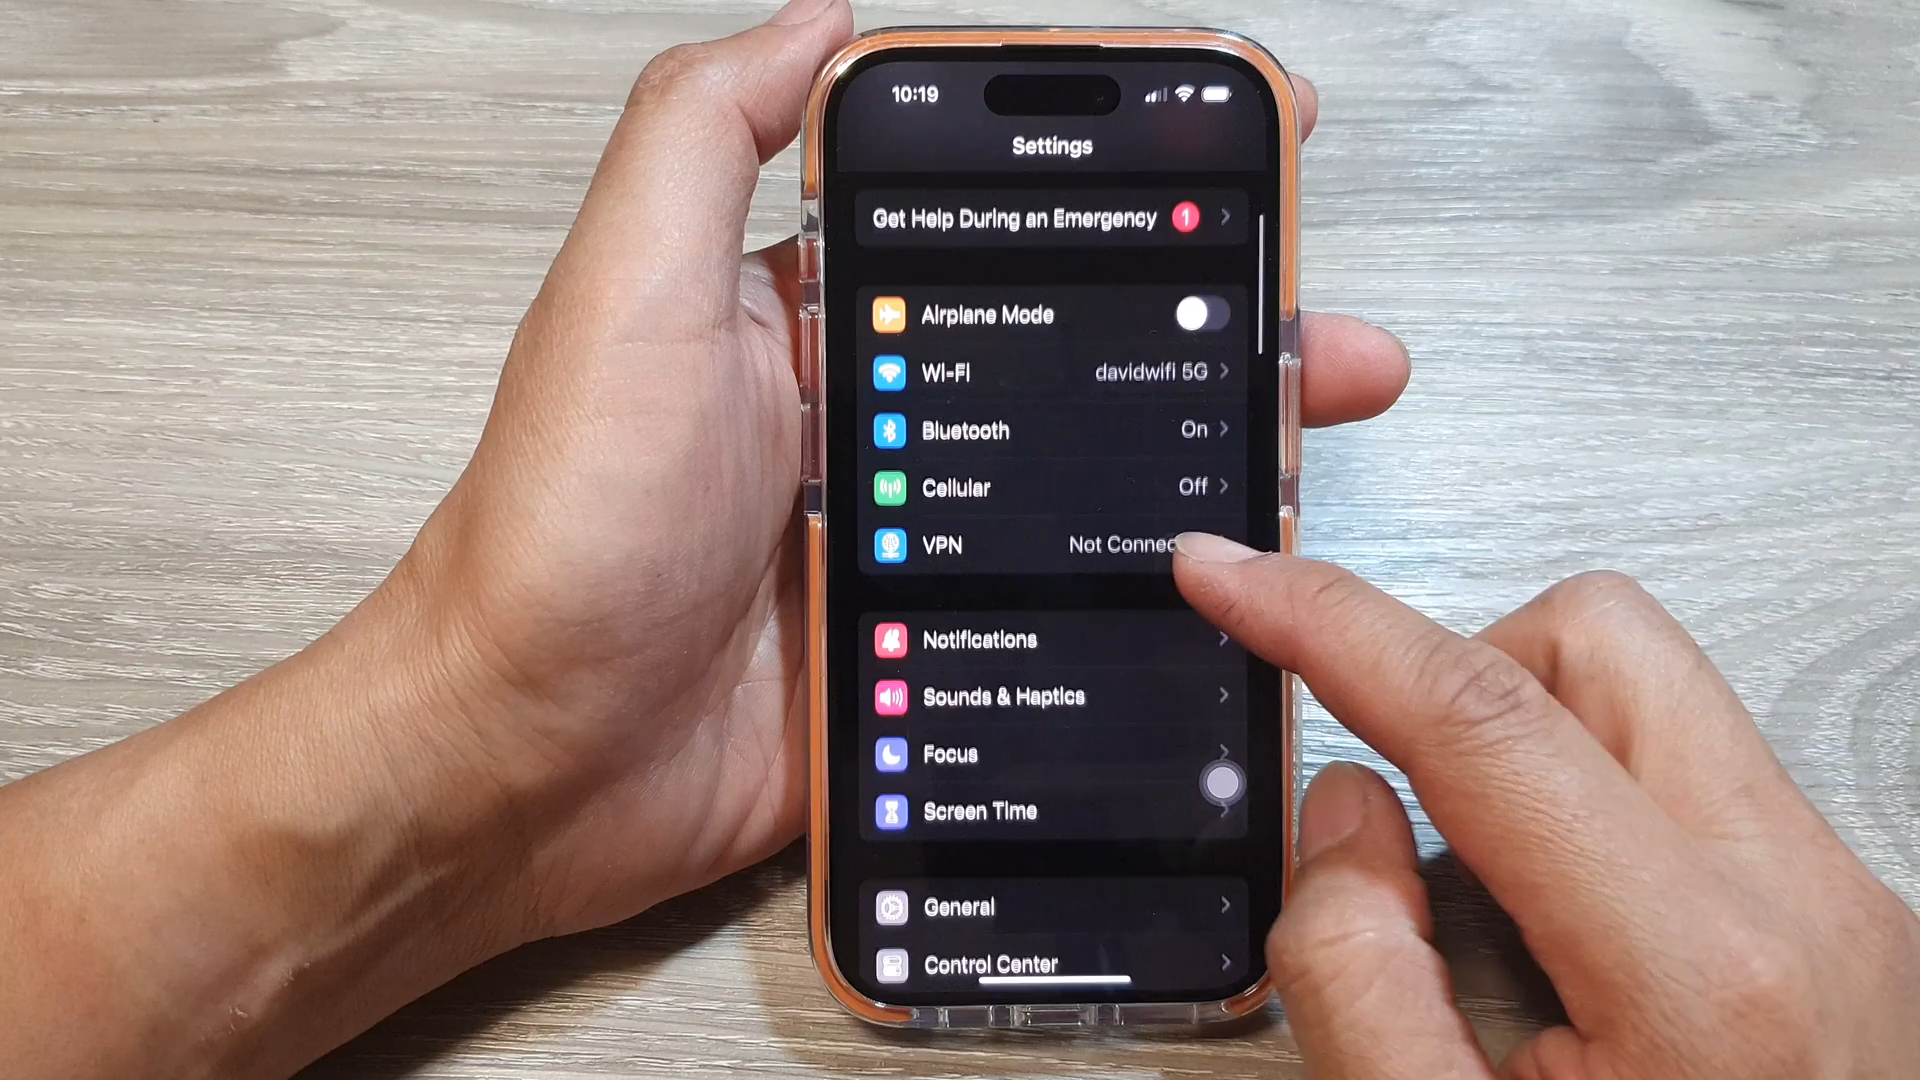 10:19
Settings
Get Help During an Emergency 1
Airplane Mode
Wi-Fi davidwifi 5G
Bluetooth On
Cellular Off
VPN Not
Notifications
Sounds & Haptics
Focus
Screen Time
General
Control Center